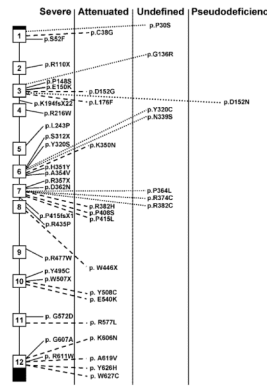 Severe Attenuated Undefined Pseudodeficienc
p.P30S
1
p.C38G
p.S52F
p.G136R
2
p.R110X
p.P148S
3
p.E150K
p.D152G
p.L176F
p.D152N
p.K194fsX22
4
p.R216W
p.Y320C
p.N339S
5
p.L243P
p.S312X
p.Y320S
p.K350N
6
p.H351Y
p.A354V
p.R357X
p.D362N
7
p.P364L
p.R374C
p.R382C
p.R382H
p.P408S
p.P415L
8
p.P415fsX1
p.R435P
p.W446X
9
p.R477W
p.Y495C
10
p.W507X
p.Y508C
p.E540K
11
p.G572D
p.R577L
p.G607A
p.K606N
12
p.R611W
p.A619V
p.Y626H
p.W627C